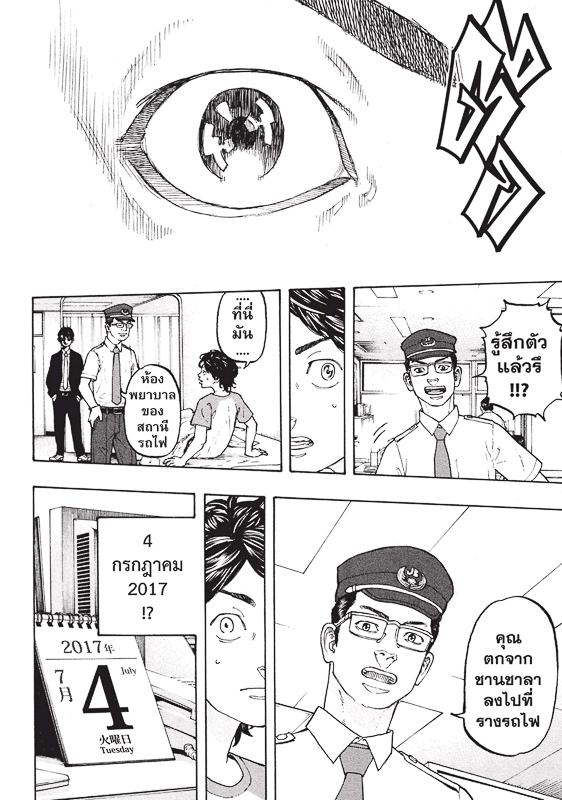 รู้สึกตัว
แล้วรึ
!!?
....
ที่นี่
มัน
....
ห้อง
พยาบาล
ของ
สถานี
รถไฟ
คุณ
ตกจาก
ชานชาลา
ลงไปที่
รางรถไฟ
4
กรกฎาคม
2017
!?
2017年
7月
4
July
火曜日
Tuesday